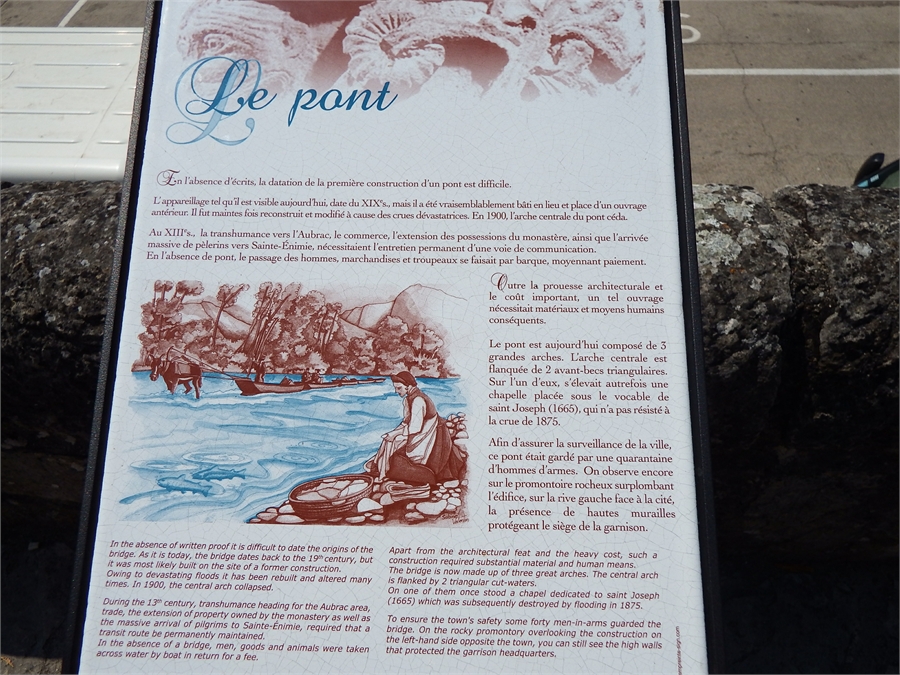 Le pont
En l'absence d'écrits, la datation de la première construction d'un pont est difficile.
L'appareillage tel qu'il est visible aujourd'hui, date du XIXᵉs., mais il a été vraisemblablement bâti en lieu et place d'un ouvrage
antérieur. Il fut maintes fois reconstruit et modifié à cause des crues dévastatrices. En 1900, l'arche centrale du pont céda.
Au XIIIᵉs., la transhumance vers l'Aubrac, le commerce, l'extension des possessions du monastère, ainsi que l'arrivée
massive de pèlerins vers Sainte-Énimie, nécessitaient l'entretien permanent d'une voie de communication.
En l'absence de pont, le passage des hommes, marchandises et troupeaux se faisait par barque, moyennant paiement.
Outre la prouesse architecturale et
le coût important, un tel ouvrage
nécessitait matériaux et moyens humains
conséquents.
Le pont est aujourd'hui composé de 3
grandes arches. L'arche centrale est
flanquée de 2 avant-becs triangulaires.
Sur l'un d'eux, s'élevait autrefois une
chapelle placée sous le vocable de
saint Joseph (1665), qui n'a pas résisté à
la crue de 1875.
Afin d'assurer la surveillance de la ville,
ce pont était gardé par une quarantaine
d'hommes d'armes. On observe encore
sur le promontoire rocheux surplombant
l'édifice, sur la rive gauche face à la cité,
la présence de hautes murailles
protégeant le siège de la garnison.
In the absence of written proof it is difficult to date the origins of the
bridge. As it is today, the bridge dates back to the 19ᵗʰ century, but
it was most likely built on the site of a former construction.
Owing to devastating floods it has been rebuilt and altered many
times. In 1900, the central arch collapsed.
During the 13ᵗʰ century, transhumance heading for the Aubrac area,
trade, the extension of property owned by the monastery as well as
the massive arrival of pilgrims to Sainte-Énimie, required that a
transit route be permanently maintained.
In the absence of a bridge, men, goods and animals were taken
across water by boat in return for a fee.
Apart from the architectural feat and the heavy cost, such a
construction required substantial material and human means.
The bridge is now made up of three great arches. The central arch
is flanked by 2 triangular cut-waters.
On one of them once stood a chapel dedicated to saint Joseph
(1665) which was subsequently destroyed by flooding in 1875.
To ensure the town's safety some forty men-in-arms guarded the
bridge. On the rocky promontory overlooking the construction on
the left-hand side opposite the town, you can still see the high walls
that protected the garrison headquarters.